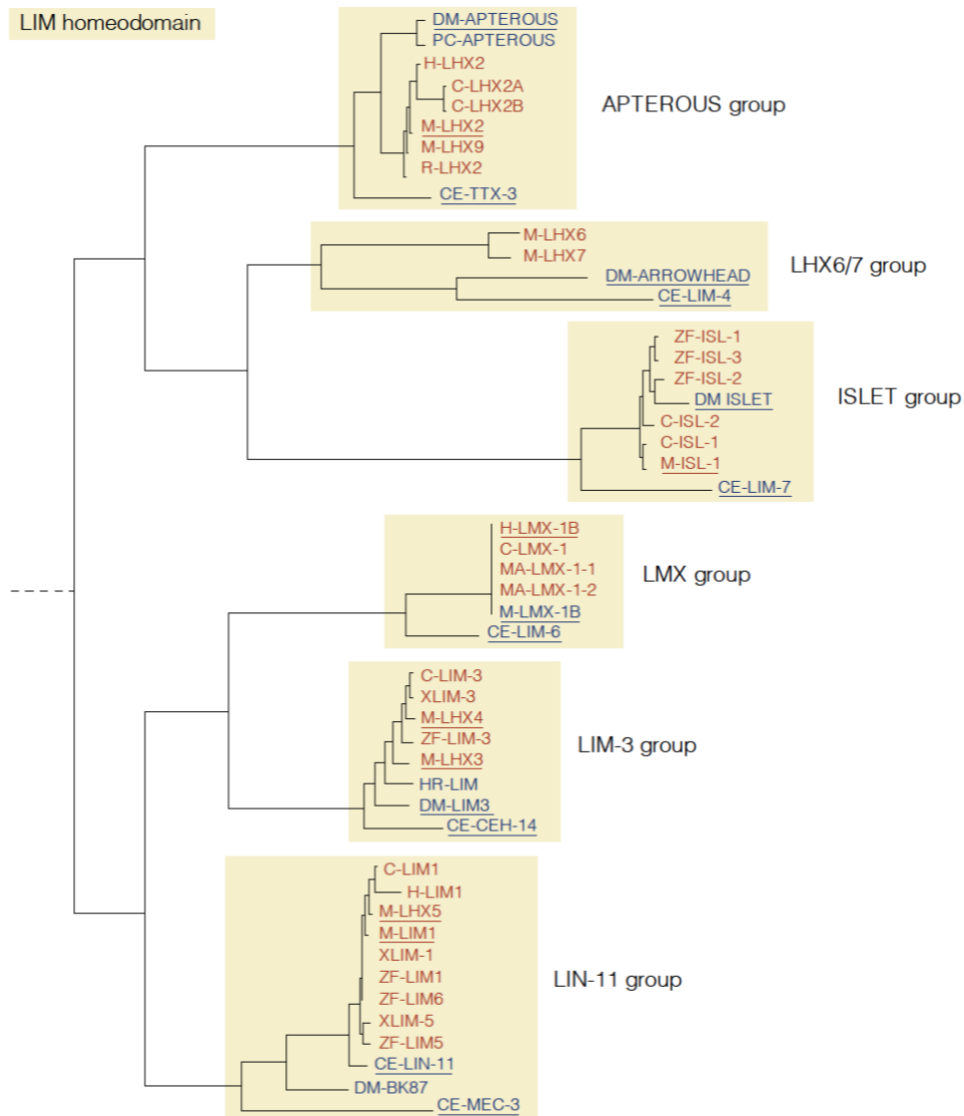 LIM homeodomain
DM-APTEROUS
PC-APTEROUS
H-LHX2
C-LHX2A
C-LHX2B
M-LHX2
M-LHX9
R-LHX2
CE-TTX-3
APTEROUS group
M-LHX6
M-LHX7
DM-ARROWHEAD
CE-LIM-4
LHX6/7 group
ZF-ISL-1
ZF-ISL-3
ZF-ISL-2
DM ISLET
C-ISL-2
C-ISL-1
M-ISL-1
CE-LIM-7
ISLET group
H-LMX-1B
C-LMX-1
MA-LMX-1-1
MA-LMX-1-2
M-LMX-1B
CE-LIM-6
LMX group
C-LIM-3
XLIM-3
M-LHX4
ZF-LIM-3
M-LHX3
HR-LIM
DM-LIM3
CE-CEH-14
LIM-3 group
C-LIM1
H-LIM1
M-LHX5
M-LIM1
XLIM-1
ZF-LIM1
ZF-LIM6
XLIM-5
ZF-LIM5
CE-LIN-11
DM-BK87
CE-MEC-3
LIN-11 group